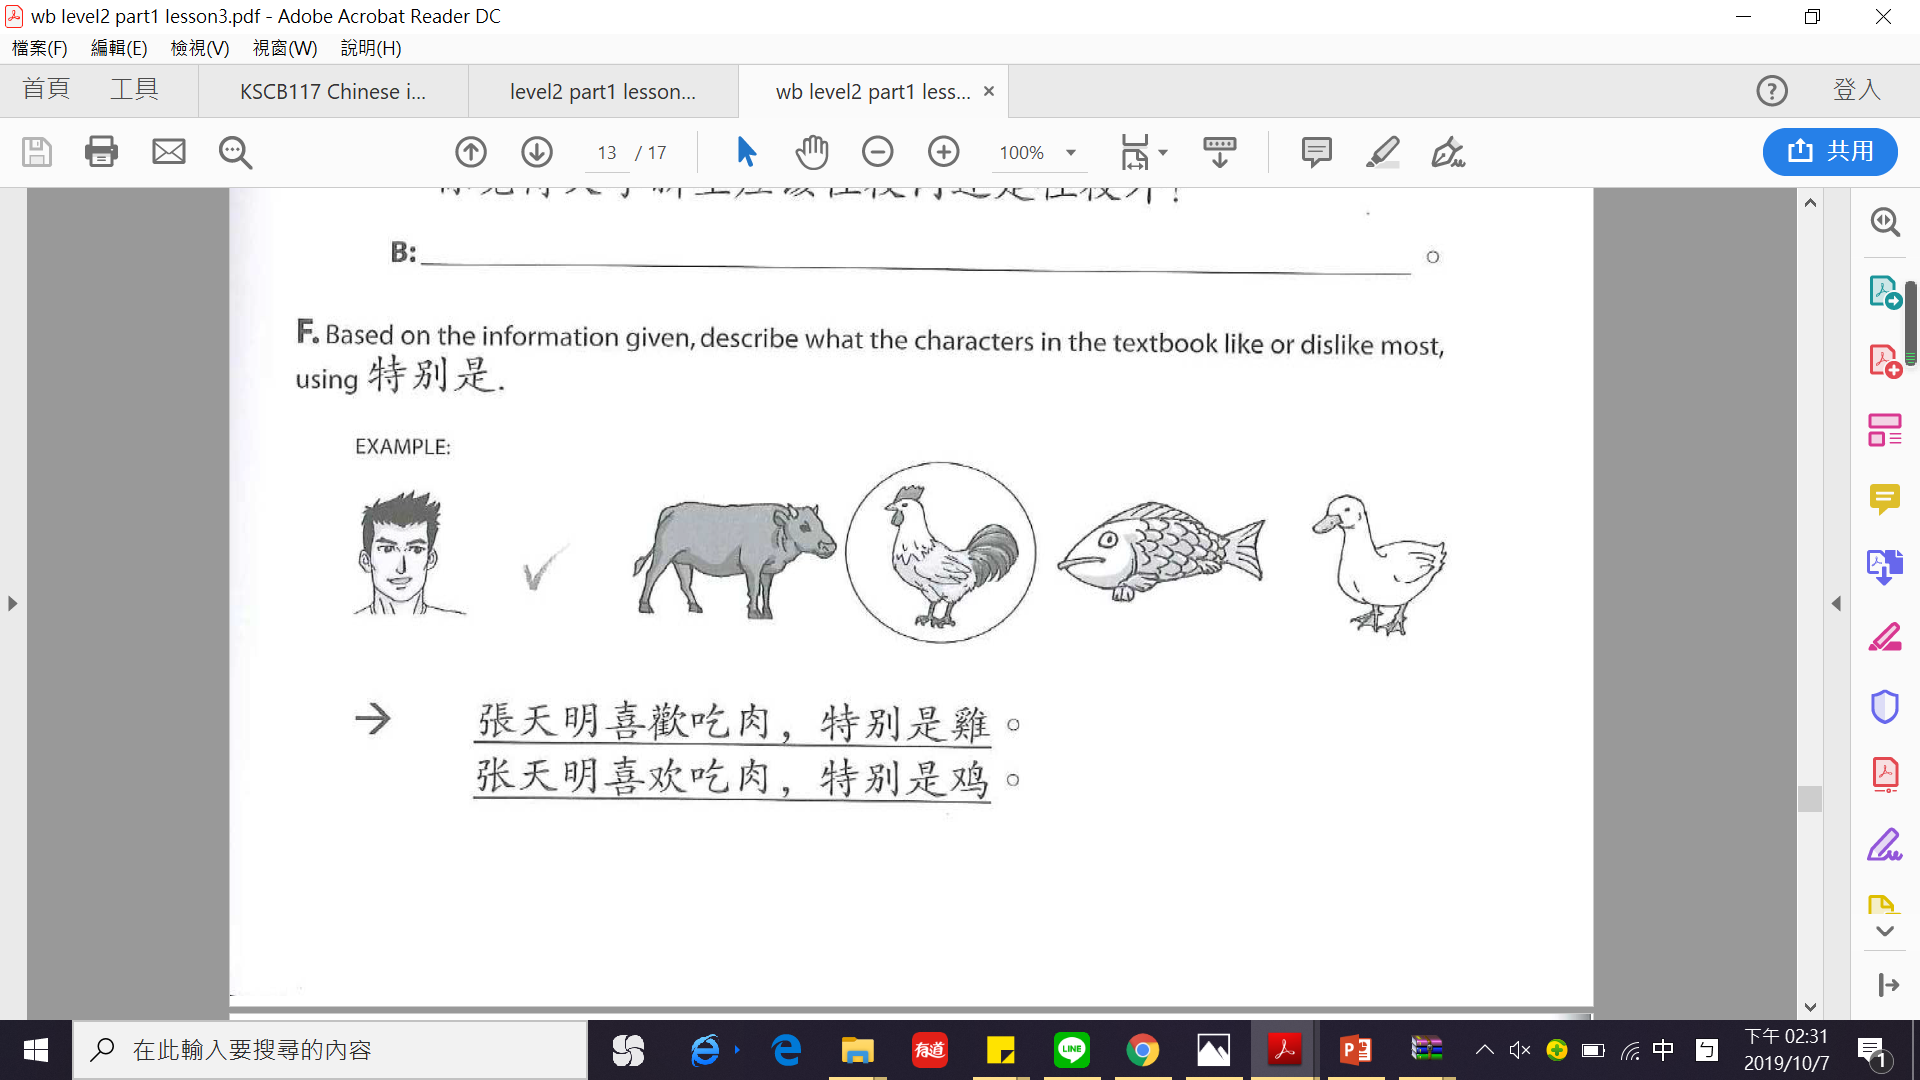 wb level2 part1 lesson3.pdf - Adobe Acrobat Reader DC
檔案(F) 編輯(E) 檢視(V) 視窗(W) 說明(H)
首頁 工具 KSCB117 Chinese i... level2 part1 lesson... wb level2 part1 less... × 登入
13 / 17 100% 共用
B:
F. Based on the information given, describe what the characters in the textbook like or dislike most,
using 特别是.
EXAMPLE:
→ 張天明喜歡吃肉，特別是雞。
张天明喜欢吃肉，特别是鸡。
在此輸入要搜尋的內容
有道
LINE
中 ㄅ
下午 02:31
2019/10/7
1